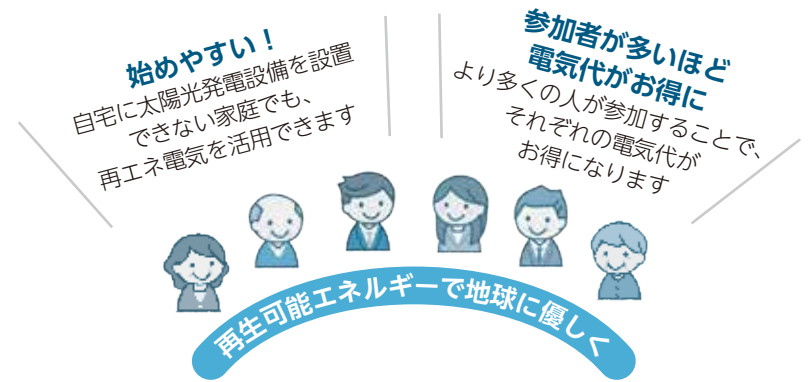 始めやすい！
自宅に太陽光発電設備を設置
できない家庭でも、
再エネ電気を活用できます
参加者が多いほど
電気代がお得に
より多くの人が参加することで、
それぞれの電気代が
お得になります
再生可能エネルギーで地球に優しく